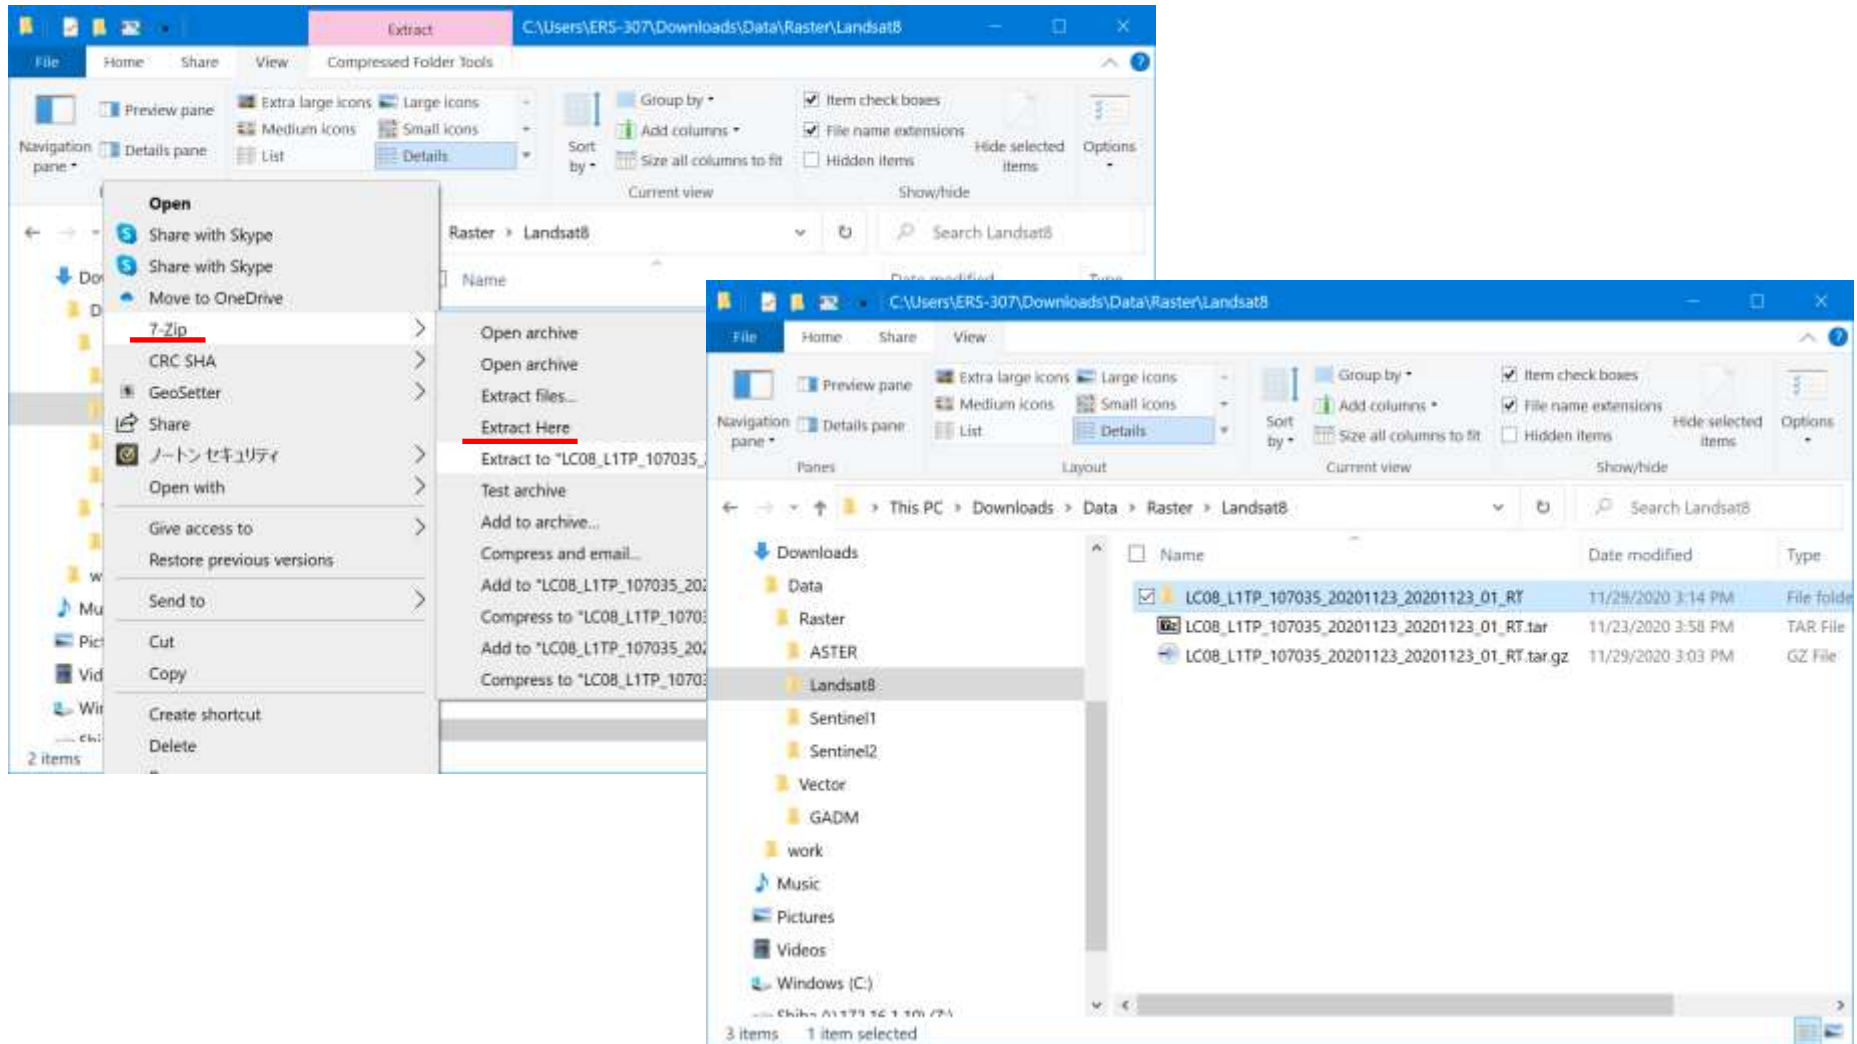 Extract C:\Users\ERS-307\Downloads\Data\Raster\Landsat8
File Home Share View Compressed Folder Tools
Navigation pane
Preview pane
Details pane
Extra large icons Large icons
Medium icons Small icons
List Details
Sort by
Group by
Add columns
Size all columns to fit
Current view
Item check boxes
File name extensions
Hidden items
Hide selected items
Show/hide
Options
Raster > Landsat8
Search Landsat8
Name Date modified Type
Open
Share with Skype
Share with Skype
Move to OneDrive
7-Zip
CRC SHA
GeoSetter
Share
ノートン セキュリティ
Open with
Give access to
Restore previous versions
Send to
Cut
Copy
Create shortcut
Delete
Open archive
Open archive
Extract files...
Extract Here
Extract to "LC08_L1TP_107035_
Test archive
Add to archive...
Compress and email...
Add to "LC08_L1TP_107035_202
Compress to "LC08_L1TP_10703
Add to "LC08_L1TP_107035_202
Compress to "LC08_L1TP_10703
Mu
Pic
Vid
Wi
2 items
C:\Users\ERS-307\Downloads\Data\Raster\Landsat8
File Home Share View
Navigation pane
Preview pane
Details pane
Panes
Extra large icons Large icons
Medium icons Small icons
List Details
Layout
Sort by
Group by
Add columns
Size all columns to fit
Current view
Item check boxes
File name extensions
Hidden items
Hide selected items
Show/hide
Options
> This PC > Downloads > Data > Raster > Landsat8
Search Landsat8
Downloads
Data
Raster
ASTER
Landsat8
Sentinel1
Sentinel2
Vector
GADM
work
Music
Pictures
Videos
Windows (C:)
Name Date modified Type
LC08_L1TP_107035_20201123_20201123_01_RT 11/29/2020 3:14 PM File folde
LC08_L1TP_107035_20201123_20201123_01_RT.tar 11/23/2020 3:58 PM TAR File
LC08_L1TP_107035_20201123_20201123_01_RT.tar.gz 11/29/2020 3:03 PM GZ File
3 items 1 item selected